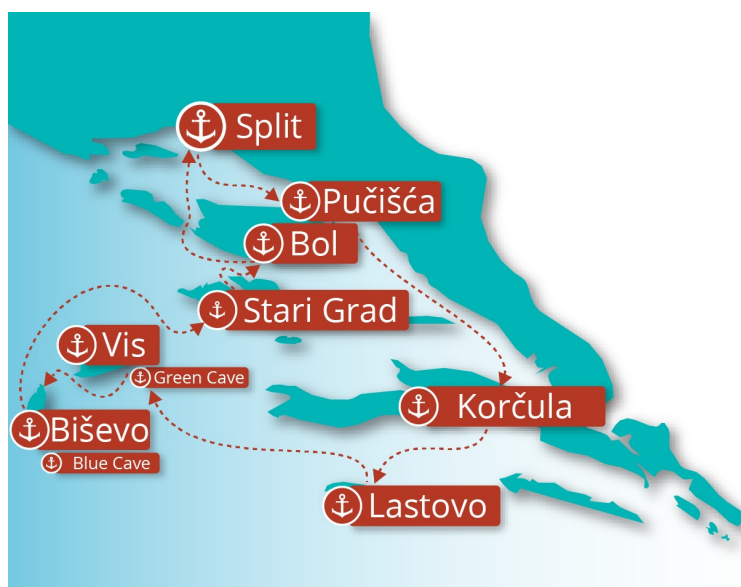 Split
Pučišća
Bol
Stari Grad
Vis
Green Cave
Korčula
Biševo
Blue Cave
Lastovo